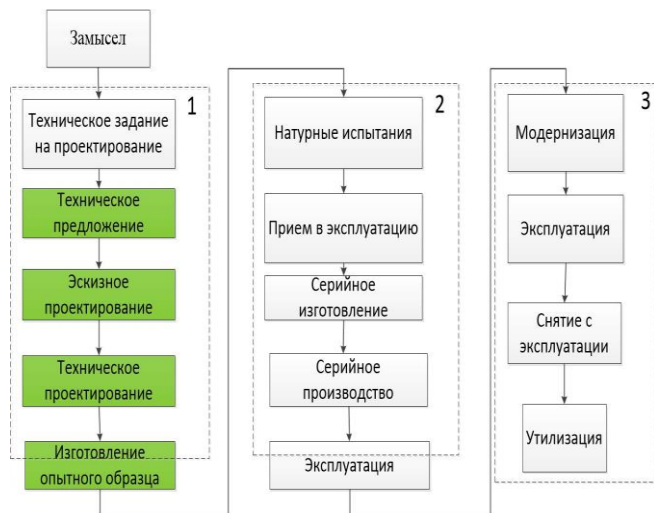 Замысел
1
Техническое задание
на проектирование
Техническое
предложение
Эскизное
проектирование
Техническое
проектирование
Изготовление
опытного образца
2
Натурные испытания
Прием в эксплуатацию
Серийное
изготовление
Серийное
производство
Эксплуатация
3
Модернизация
Эксплуатация
Снятие с
эксплуатации
Утилизация